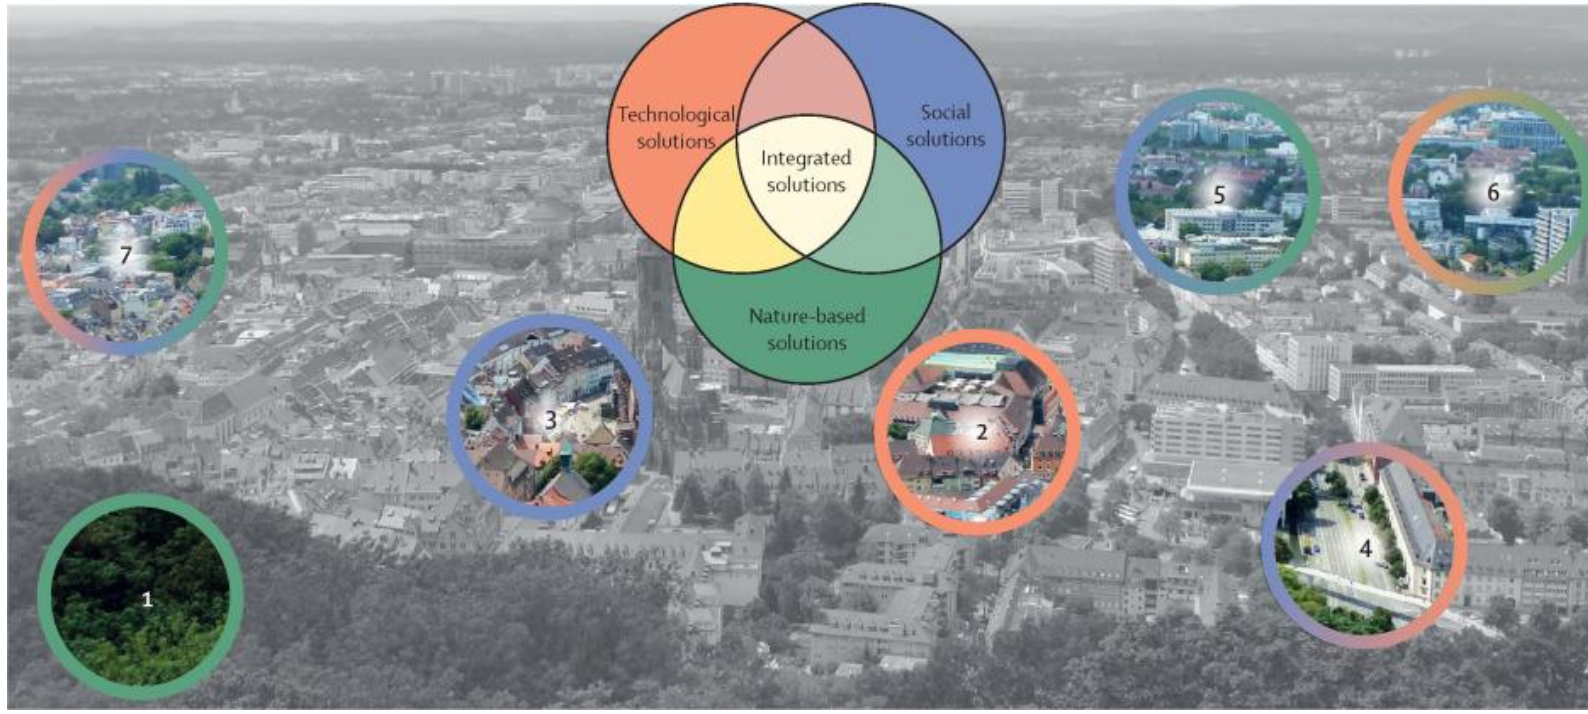 Technological
solutions
Social
solutions
Integrated
solutions
Nature-based
solutions
7
5
6
3
2
4
1